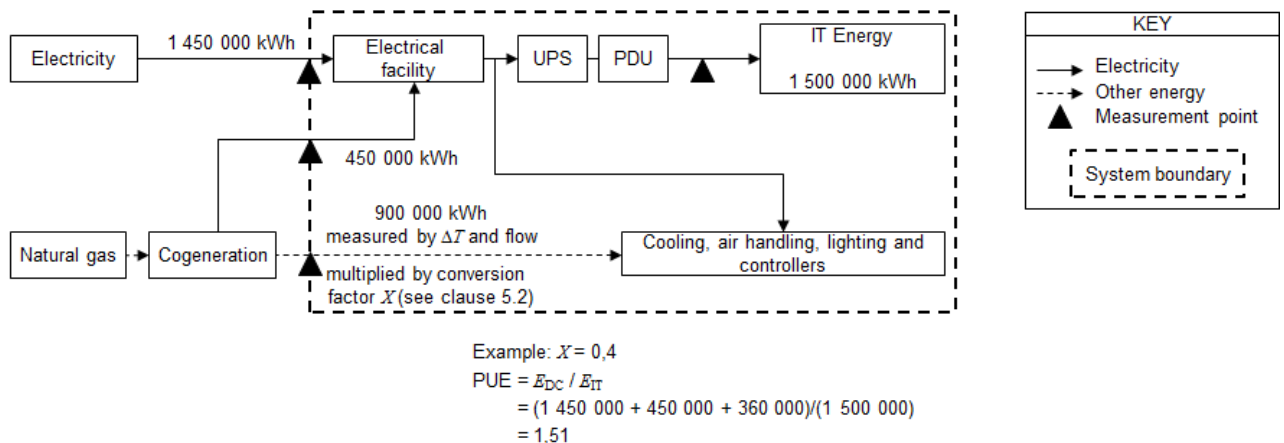 1 450 000 kWh
Electricity
Electrical
facility
UPS
PDU
IT Energy
1 500 000 kWh
450 000 kWh
900 000 kWh
measured by ΔT and flow
Natural gas
Cogeneration
Cooling, air handling, lighting and
controllers
multiplied by conversion
factor X (see clause 5.2)
KEY
Electricity
Other energy
Measurement point
System boundary
Example: X = 0,4
PUE = E_DC / E_IT
= (1 450 000 + 450 000 + 360 000)/(1 500 000)
= 1,51